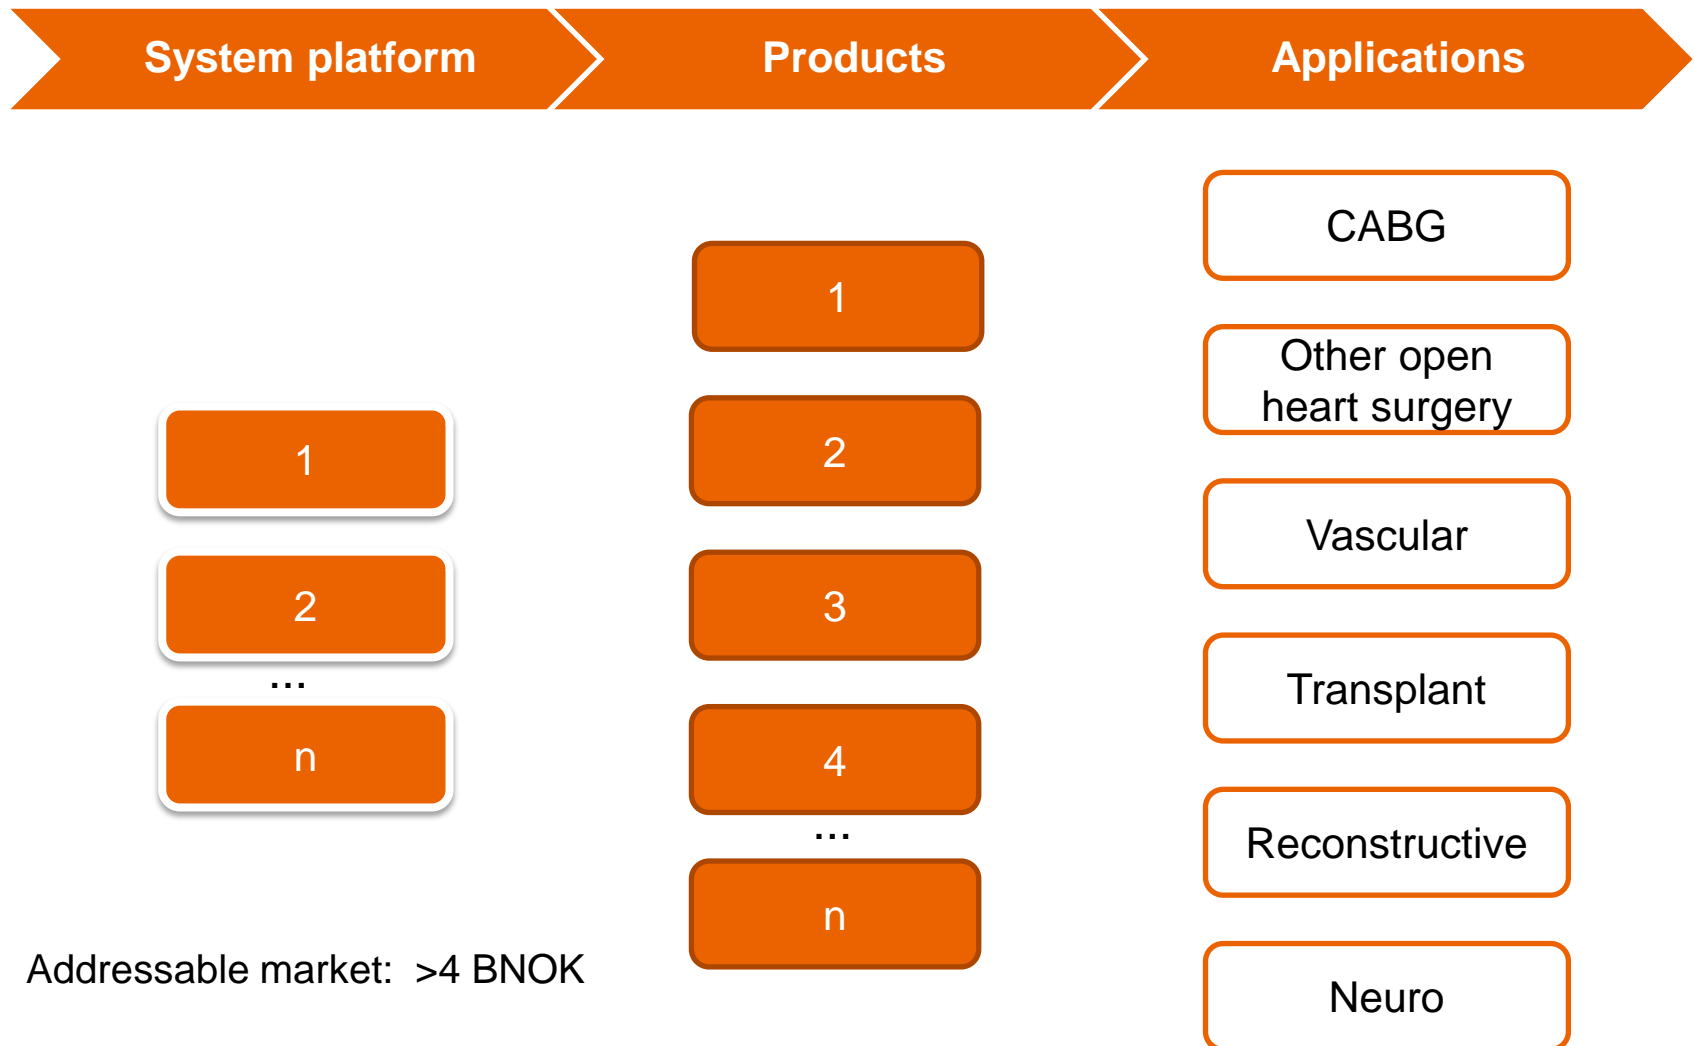 System platform
Products
Applications
1
2
...
n
1
2
3
4
...
n
CABG
Other open
heart surgery
Vascular
Transplant
Reconstructive
Neuro
Addressable market:  >4 BNOK